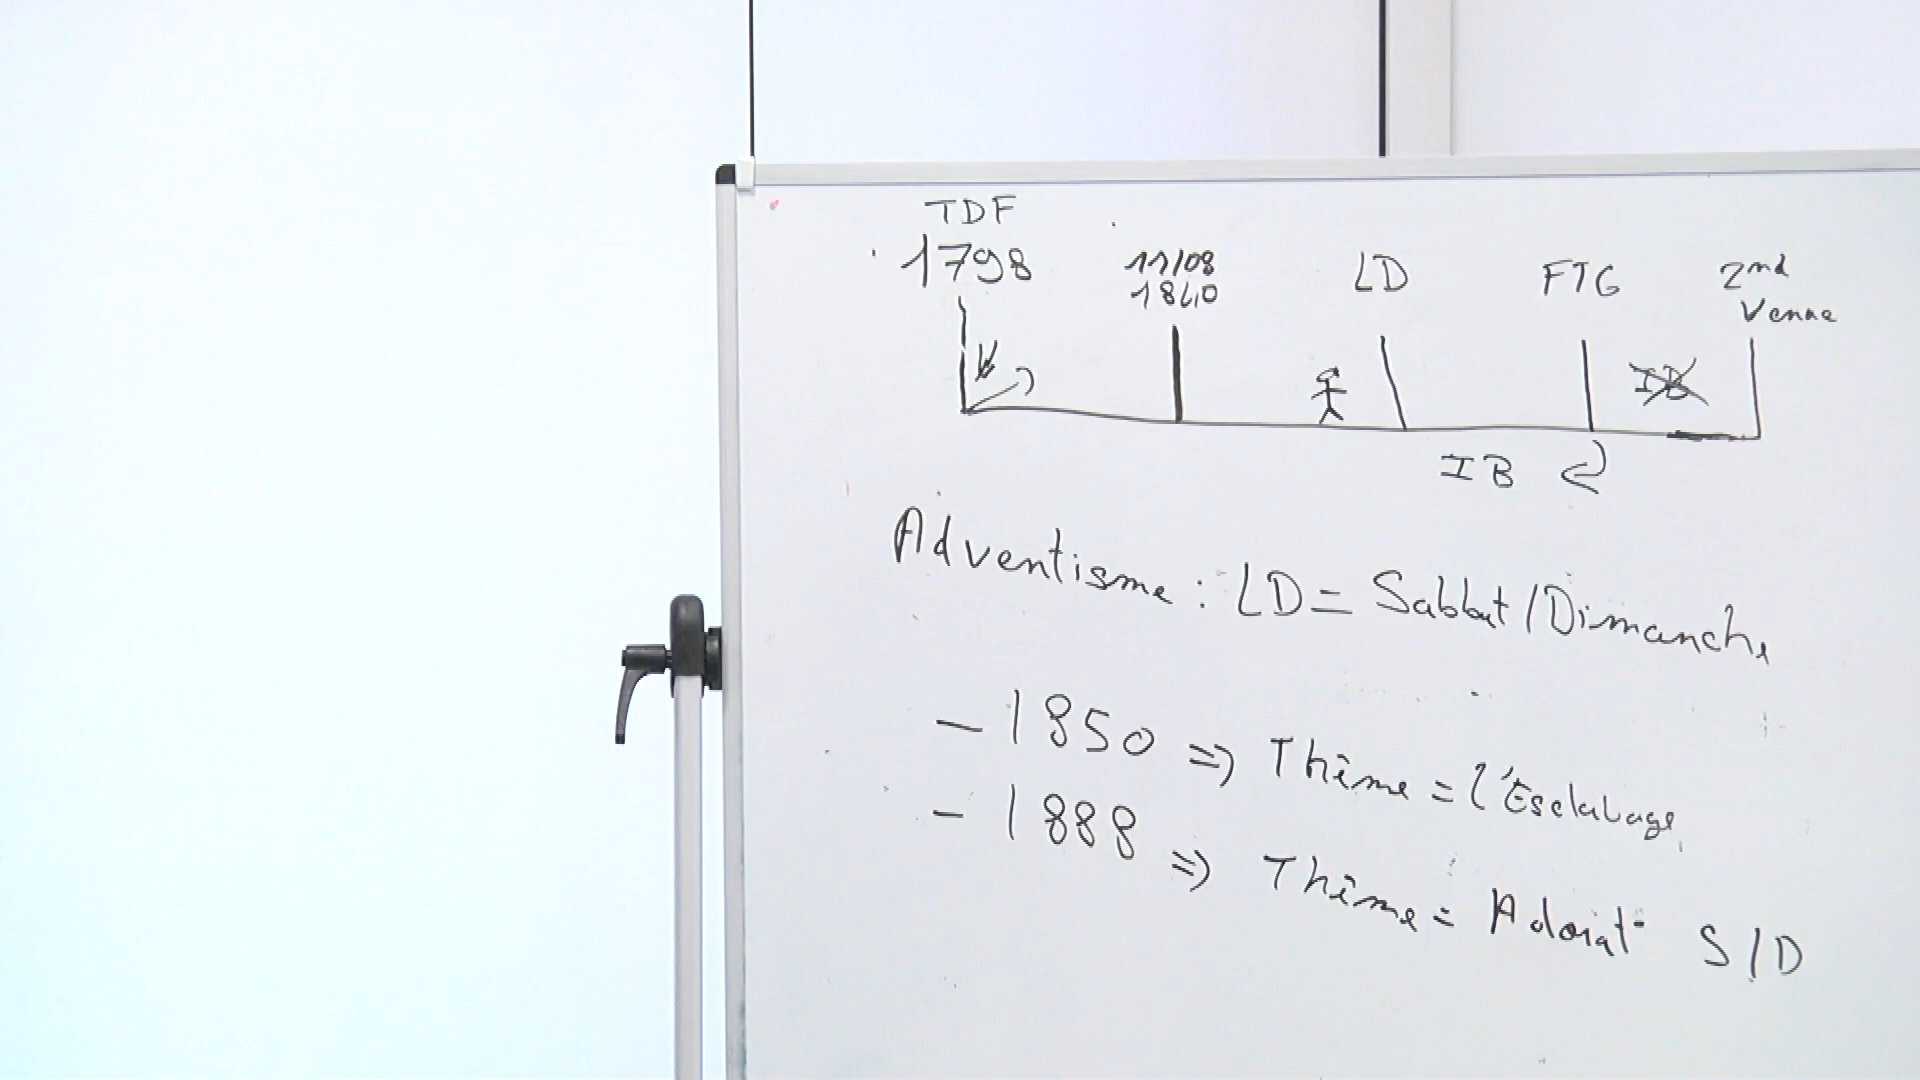 TDF
1798 11/08 1840 LD FTG 2nd Venue
IB
IB
Adventisme : LD = Sabbat / Dimanche
- 1850 => Thème = l'Esclavage
- 1888 => Thème = Adorat° S/D